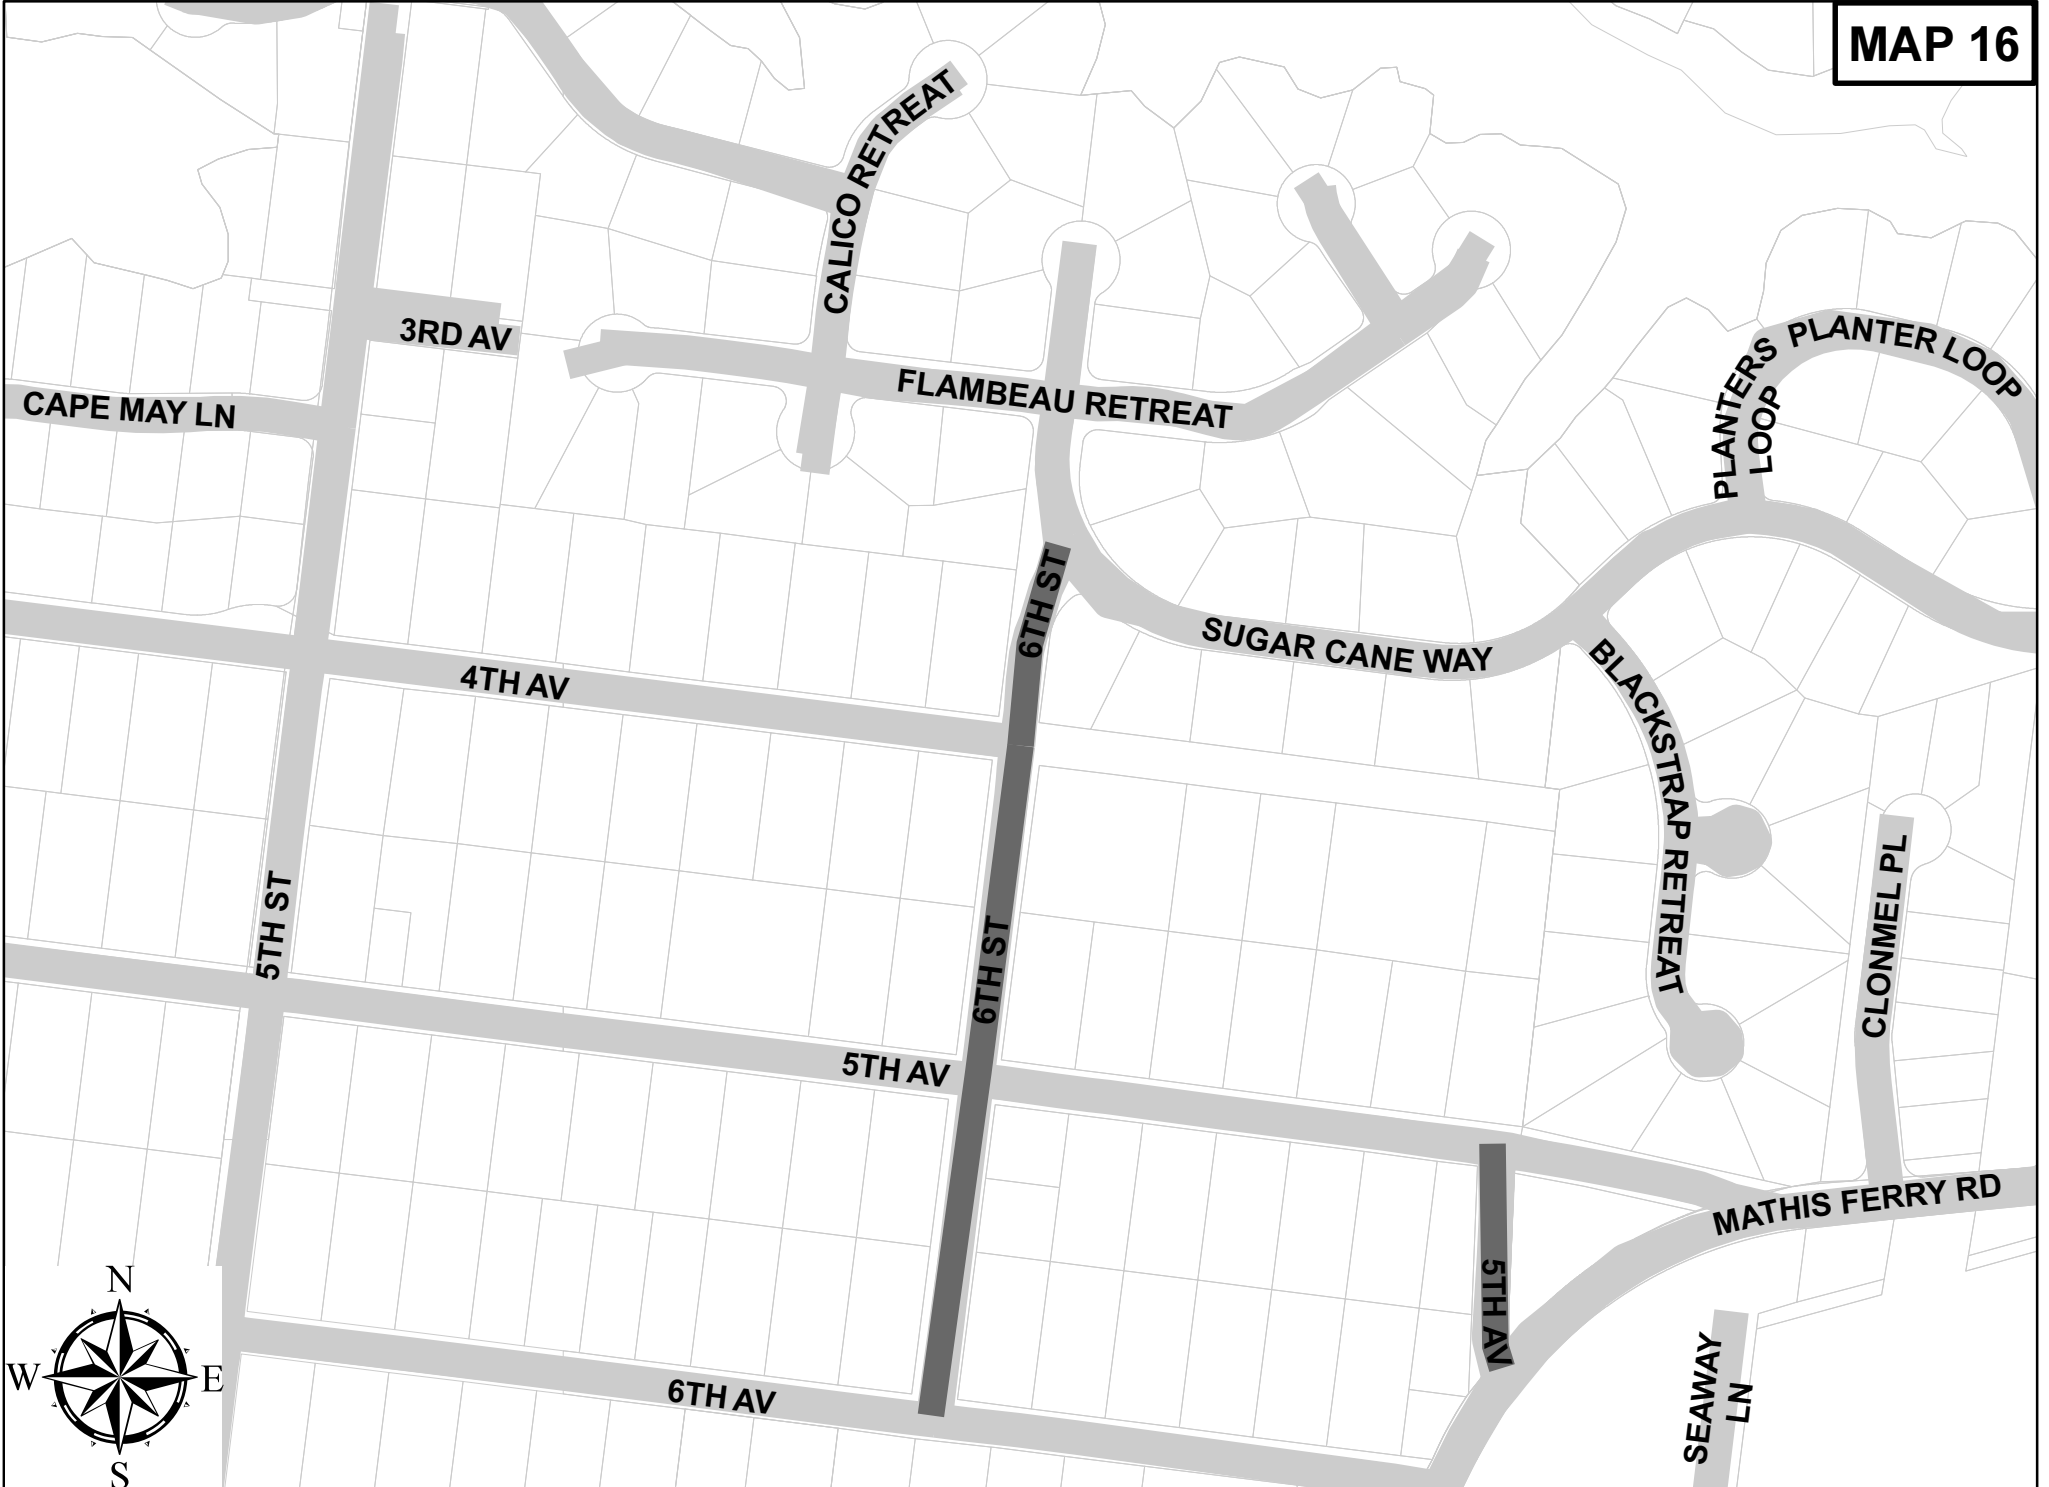 MAP 16
CALICO RETREAT
3RD AV
PLANTER LOOP
PLANTERS
LOOP
CAPE MAY LN
FLAMBEAU RETREAT
6TH ST
SUGAR CANE WAY
4TH AV
BLACKSTRAP RETREAT
5TH ST
6TH ST
CLONMEL PL
5TH AV
MATHIS FERRY RD
5TH AV
N
W
E
S
6TH AV
SEAWAY
LN